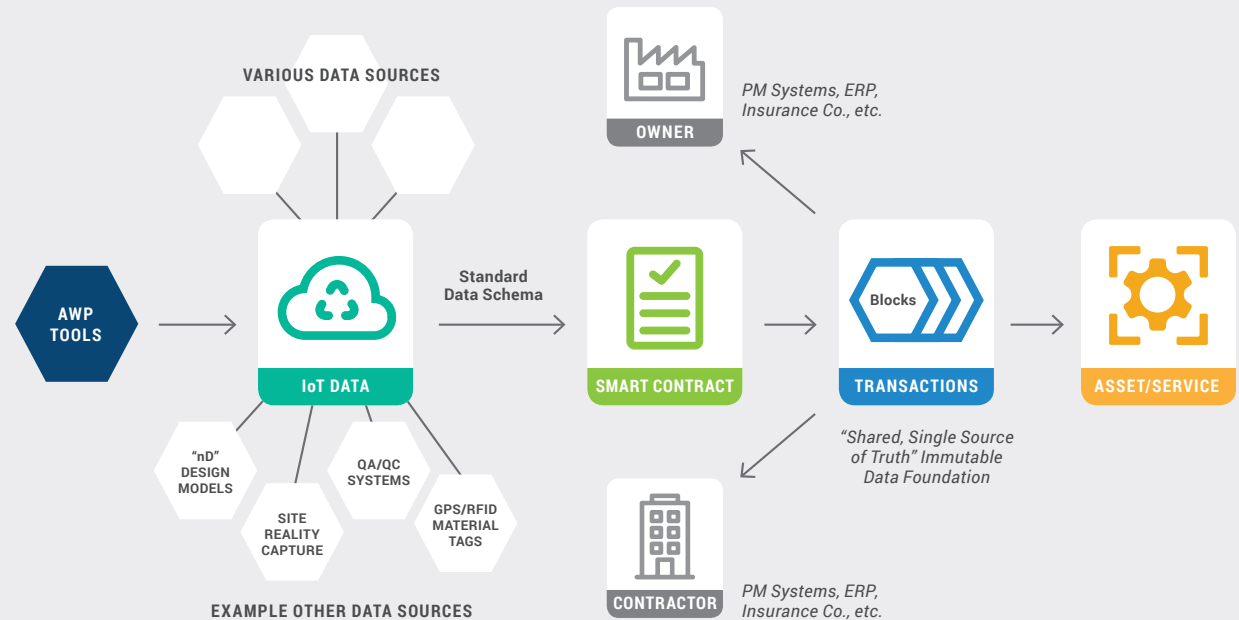 VARIOUS DATA SOURCES
PM Systems, ERP,
Insurance Co., etc.
OWNER
AWP
TOOLS
IoT DATA
Standard
Data Schema
SMART CONTRACT
Blocks
TRANSACTIONS
ASSET/SERVICE
"Shared, Single Source
of Truth" Immutable
Data Foundation
"nD"
DESIGN
MODELS
SITE
REALITY
CAPTURE
QA/QC
SYSTEMS
GPS/RFID
MATERIAL
TAGS
EXAMPLE OTHER DATA SOURCES
CONTRACTOR
PM Systems, ERP,
Insurance Co., etc.